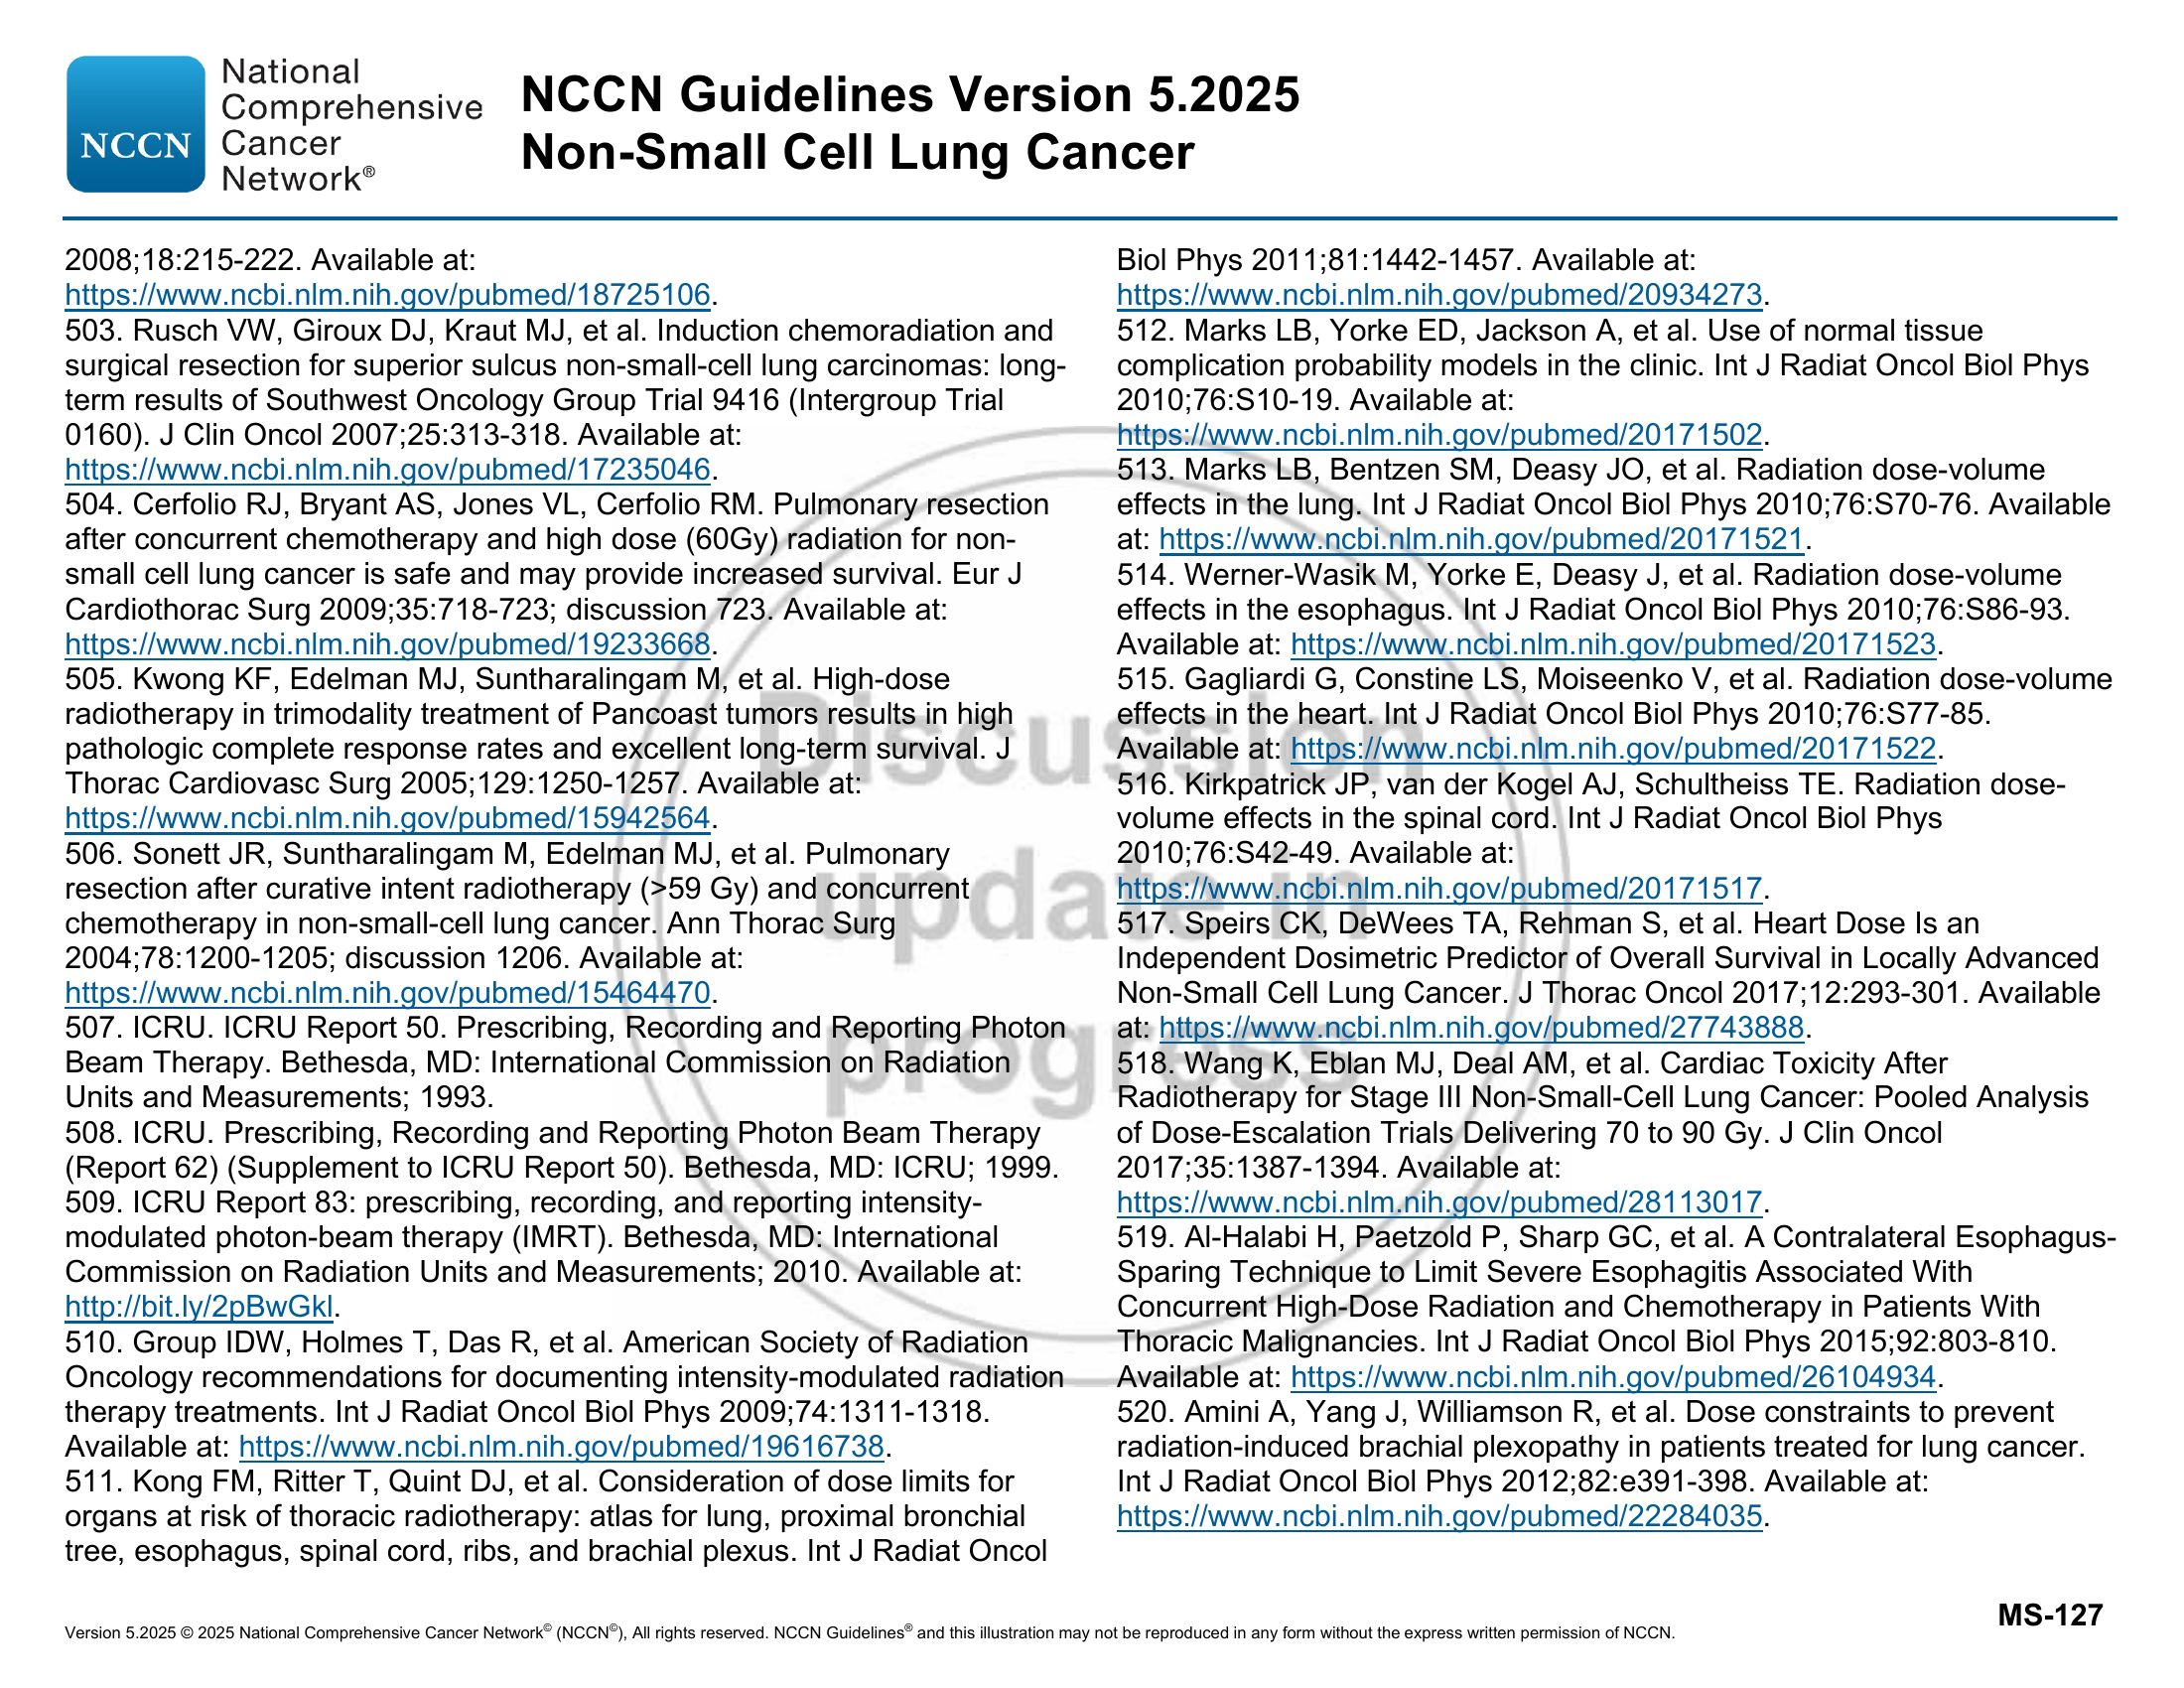 NCCN
National
Comprehensive
Cancer
Network®
NCCN Guidelines Version 5.2025
Non-Small Cell Lung Cancer
2008;18:215-222. Available at:
https://www.ncbi.nlm.nih.gov/pubmed/18725106.
503. Rusch VW, Giroux DJ, Kraut MJ, et al. Induction chemoradiation and
surgical resection for superior sulcus non-small-cell lung carcinomas: long-
term results of Southwest Oncology Group Trial 9416 (Intergroup Trial
0160). J Clin Oncol 2007;25:313-318. Available at:
https://www.ncbi.nlm.nih.gov/pubmed/17235046.
504. Cerfolio RJ, Bryant AS, Jones VL, Cerfolio RM. Pulmonary resection
after concurrent chemotherapy and high dose (60Gy) radiation for non-
small cell lung cancer is safe and may provide increased survival. Eur J
Cardiothorac Surg 2009;35:718-723; discussion 723. Available at:
https://www.ncbi.nlm.nih.gov/pubmed/19233668.
505. Kwong KF, Edelman MJ, Suntharalingam M, et al. High-dose
radiotherapy in trimodality treatment of Pancoast tumors results in high
pathologic complete response rates and excellent long-term survival. J
Thorac Cardiovasc Surg 2005;129:1250-1257. Available at:
https://www.ncbi.nlm.nih.gov/pubmed/15942564.
506. Sonett JR, Suntharalingam M, Edelman MJ, et al. Pulmonary
resection after curative intent radiotherapy (>59 Gy) and concurrent
chemotherapy in non-small-cell lung cancer. Ann Thorac Surg
2004;78:1200-1205; discussion 1206. Available at:
https://www.ncbi.nlm.nih.gov/pubmed/15464470.
507. ICRU. ICRU Report 50. Prescribing, Recording and Reporting Photon
Beam Therapy. Bethesda, MD: International Commission on Radiation
Units and Measurements; 1993.
508. ICRU. Prescribing, Recording and Reporting Photon Beam Therapy
(Report 62) (Supplement to ICRU Report 50). Bethesda, MD: ICRU; 1999.
509. ICRU Report 83: prescribing, recording, and reporting intensity-
modulated photon-beam therapy (IMRT). Bethesda, MD: International
Commission on Radiation Units and Measurements; 2010. Available at:
http://bit.ly/2pBwGkl.
510. Group IDW, Holmes T, Das R, et al. American Society of Radiation
Oncology recommendations for documenting intensity-modulated radiation
therapy treatments. Int J Radiat Oncol Biol Phys 2009;74:1311-1318.
Available at: https://www.ncbi.nlm.nih.gov/pubmed/19616738.
511. Kong FM, Ritter T, Quint DJ, et al. Consideration of dose limits for
organs at risk of thoracic radiotherapy: atlas for lung, proximal bronchial
tree, esophagus, spinal cord, ribs, and brachial plexus. Int J Radiat Oncol
Biol Phys 2011;81:1442-1457. Available at:
https://www.ncbi.nlm.nih.gov/pubmed/20934273.
512. Marks LB, Yorke ED, Jackson A, et al. Use of normal tissue
complication probability models in the clinic. Int J Radiat Oncol Biol Phys
2010;76:S10-19. Available at:
https://www.ncbi.nlm.nih.gov/pubmed/20171502.
513. Marks LB, Bentzen SM, Deasy JO, et al. Radiation dose-volume
effects in the lung. Int J Radiat Oncol Biol Phys 2010;76:S70-76. Available
at: https://www.ncbi.nlm.nih.gov/pubmed/20171521.
514. Werner-Wasik M, Yorke E, Deasy J, et al. Radiation dose-volume
effects in the esophagus. Int J Radiat Oncol Biol Phys 2010;76:S86-93.
Available at: https://www.ncbi.nlm.nih.gov/pubmed/20171523.
515. Gagliardi G, Constine LS, Moiseenko V, et al. Radiation dose-volume
effects in the heart. Int J Radiat Oncol Biol Phys 2010;76:S77-85.
Available at: https://www.ncbi.nlm.nih.gov/pubmed/20171522.
516. Kirkpatrick JP, van der Kogel AJ, Schultheiss TE. Radiation dose-
volume effects in the spinal cord. Int J Radiat Oncol Biol Phys
2010;76:S42-49. Available at:
https://www.ncbi.nlm.nih.gov/pubmed/20171517.
517. Speirs CK, DeWees TA, Rehman S, et al. Heart Dose Is an
Independent Dosimetric Predictor of Overall Survival in Locally Advanced
Non-Small Cell Lung Cancer. J Thorac Oncol 2017;12:293-301. Available
at: https://www.ncbi.nlm.nih.gov/pubmed/27743888.
518. Wang K, Eblan MJ, Deal AM, et al. Cardiac Toxicity After
Radiotherapy for Stage III Non-Small-Cell Lung Cancer: Pooled Analysis
of Dose-Escalation Trials Delivering 70 to 90 Gy. J Clin Oncol
2017;35:1387-1394. Available at:
https://www.ncbi.nlm.nih.gov/pubmed/28113017.
519. Al-Halabi H, Paetzold P, Sharp GC, et al. A Contralateral Esophagus-
Sparing Technique to Limit Severe Esophagitis Associated With
Concurrent High-Dose Radiation and Chemotherapy in Patients With
Thoracic Malignancies. Int J Radiat Oncol Biol Phys 2015;92:803-810.
Available at: https://www.ncbi.nlm.nih.gov/pubmed/26104934.
520. Amini A, Yang J, Williamson R, et al. Dose constraints to prevent
radiation-induced brachial plexopathy in patients treated for lung cancer.
Int J Radiat Oncol Biol Phys 2012;82:e391-398. Available at:
https://www.ncbi.nlm.nih.gov/pubmed/22284035.
Discussion
update in
progress
MS-127
Version 5.2025 © 2025 National Comprehensive Cancer Network© (NCCN©), All rights reserved. NCCN Guidelines® and this illustration may not be reproduced in any form without the express written permission of NCCN.